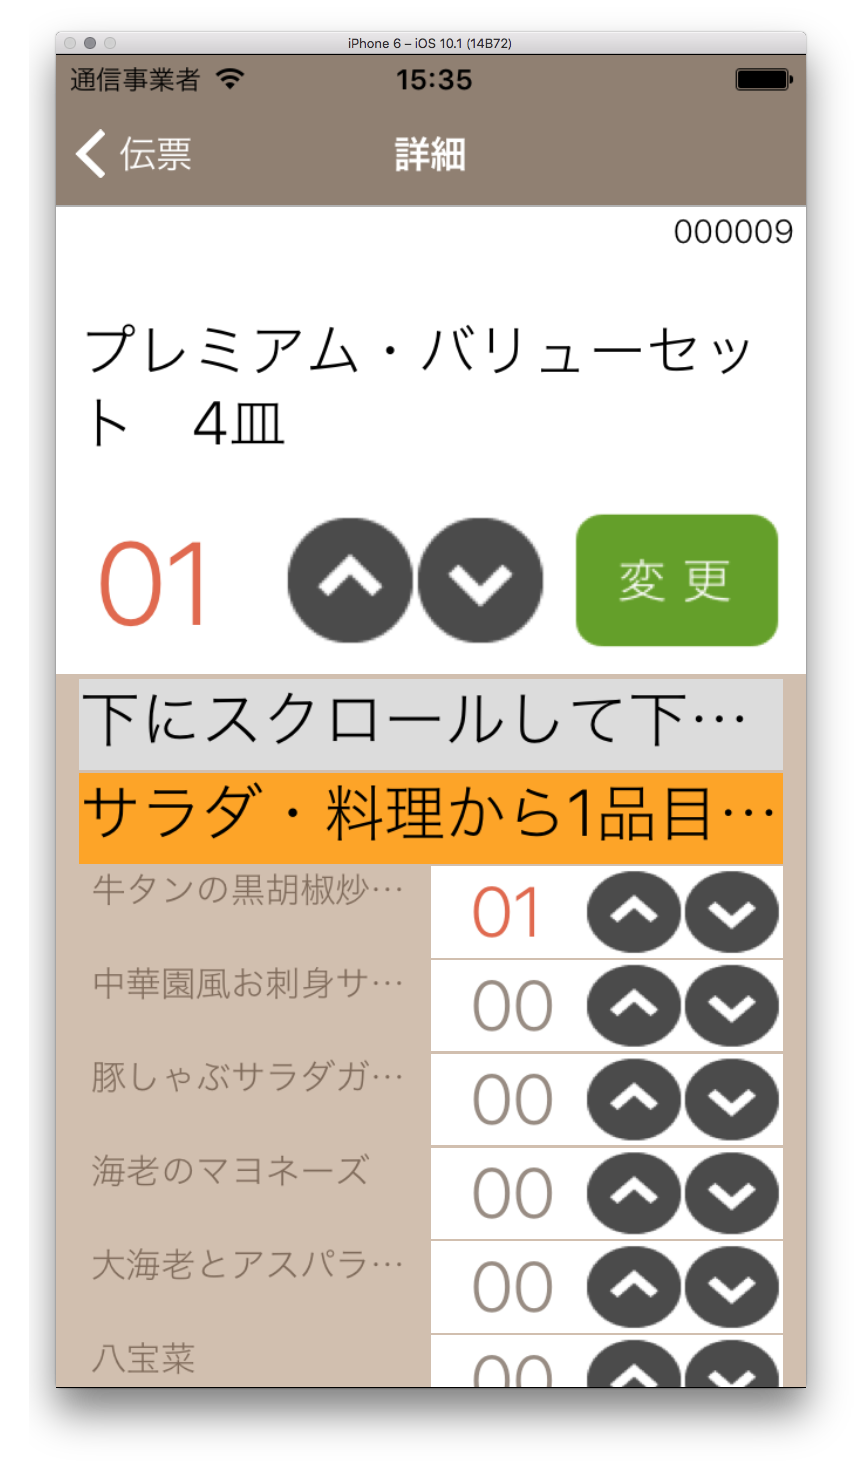 iPhone 6 – iOS 10.1 (14B72)
通信事業者 15:35
伝票 詳細
000009
プレミアム・バリューセッ
ト　4皿
01 変更
下にスクロールして下…
サラダ・料理から1品目…
牛タンの黒胡椒炒… 01
中華園風お刺身サ… 00
豚しゃぶサラダガ… 00
海老のマヨネーズ 00
大海老とアスパラ… 00
八宝菜 00